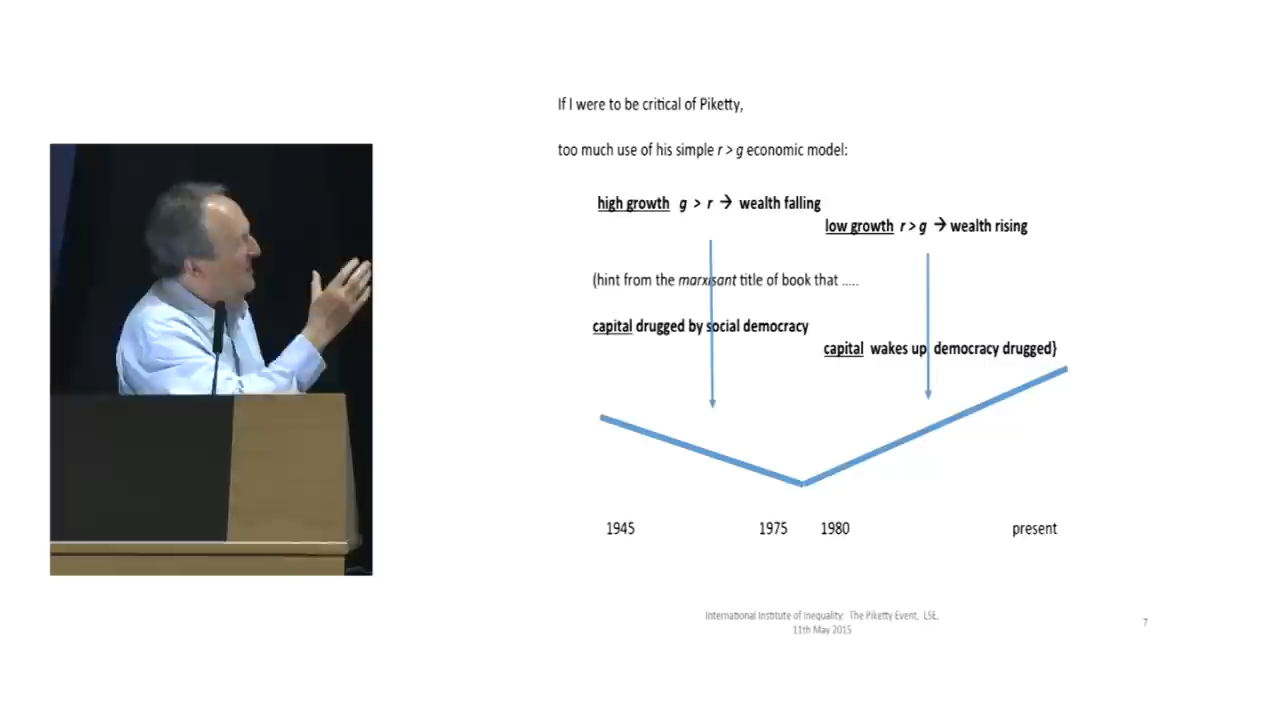 If I were to be critical of Piketty,
too much use of his simple r > g economic model:
high growth g > r → wealth falling
low growth r > g → wealth rising
(hint from the marxisant title of book that .....
capital drugged by social democracy
capital wakes up democracy drugged}
1945 1975 1980 present
International Institute of Inequality: The Piketty Event, LSE,
11th May 2015
7